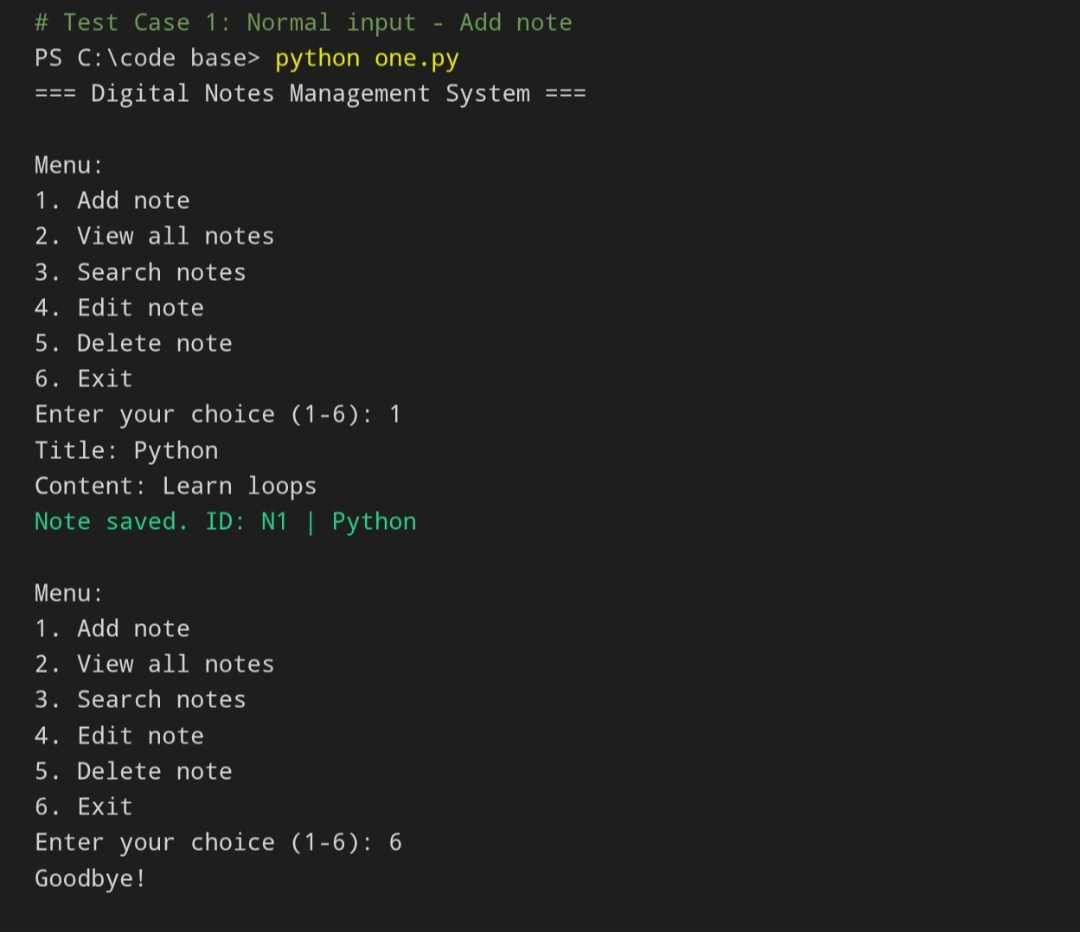 # Test Case 1: Normal input - Add note
PS C:\code base> python one.py
=== Digital Notes Management System ===
Menu:
1. Add note
2. View all notes
3. Search notes
4. Edit note
5. Delete note
6. Exit
Enter your choice (1-6): 1
Title: Python
Content: Learn loops
Note saved. ID: N1 | Python
Menu:
1. Add note
2. View all notes
3. Search notes
4. Edit note
5. Delete note
6. Exit
Enter your choice (1-6): 6
Goodbye!